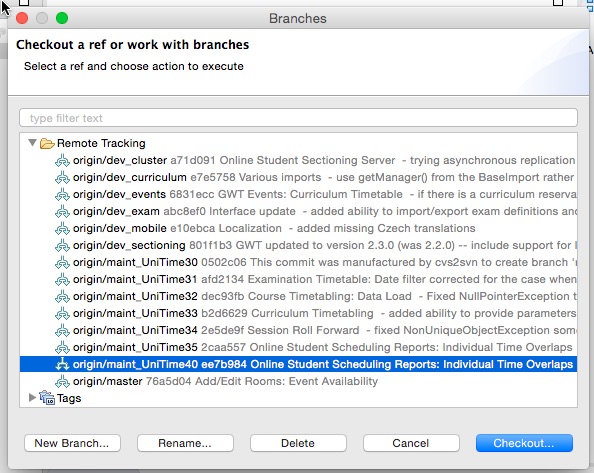 Branches
Checkout a ref or work with branches
Select a ref and choose action to execute
type filter text
Remote Tracking
origin/dev_cluster a71d091 Online Student Sectioning Server - trying asynchronous replication
origin/dev_curriculum e7e5758 Various imports - use getManager() from the BaseImport rather
origin/dev_events 6831ecc GWT Events: Curriculum Timetable - if there is a curriculum reserva
origin/dev_exam abc8ef0 Interface update - added ability to import/export exam definitions and
origin/dev_mobile e10ebca Localization - added missing Czech translations
origin/dev_sectioning 801f1b3 GWT updated to version 2.3.0 (was 2.2.0) -- include support for I
origin/maint_UniTime30 0502c06 This commit was manufactured by cvs2svn to create branch 'r
origin/maint_UniTime31 afd2134 Examination Timetable: Date filter corrected for the case when
origin/maint_UniTime32 dec93fb Course Timetabling: Data Load - Fixed NullPointerException t
origin/maint_UniTime33 b2d6629 Curriculum Timetabling - added ability to provide parameters
origin/maint_UniTime34 2e5de9f Session Roll Forward - fixed NonUniqueObjectException som
origin/maint_UniTime35 2caa557 Online Student Scheduling Reports: Individual Time Overlaps
origin/maint_UniTime40 ee7b984 Online Student Scheduling Reports: Individual Time Overlaps
origin/master 76a5d04 Add/Edit Rooms: Event Availability
Tags
New Branch... Rename... Delete Cancel Checkout...